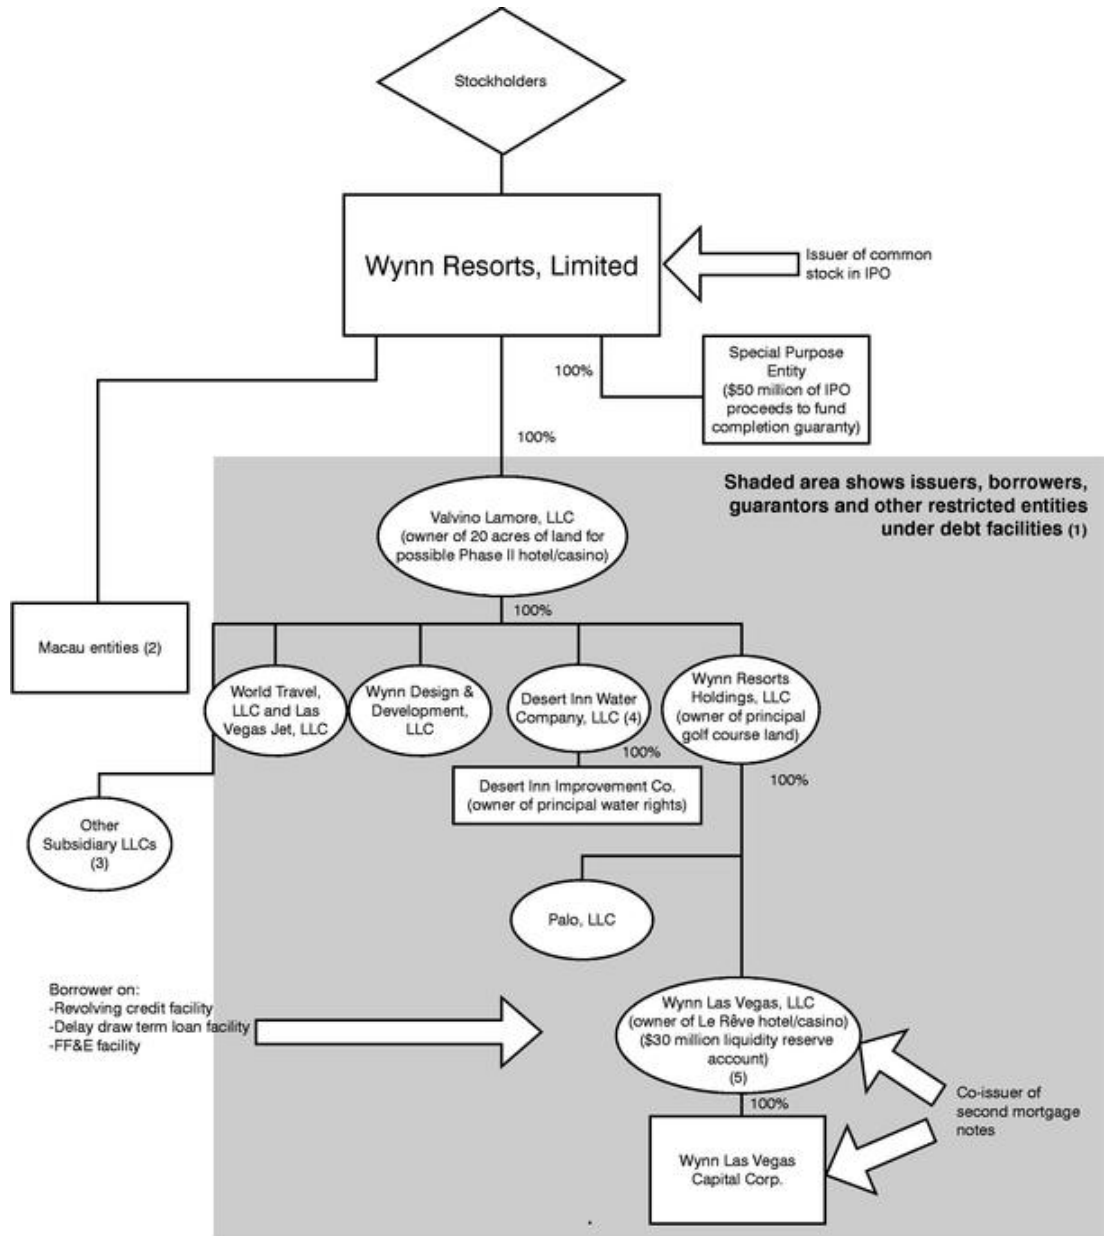 Stockholders
Wynn Resorts, Limited
Issuer of common
stock in IPO
100%
Special Purpose
Entity
($50 million of IPO
proceeds to fund
completion guaranty)
100%
Shaded area shows issuers, borrowers,
guarantors and other restricted entities
under debt facilities (1)
Valvino Lamore, LLC
(owner of 20 acres of land for
possible Phase II hotel/casino)
100%
Macau entities (2)
World Travel,
LLC and Las
Vegas Jet, LLC
Wynn Design &
Development,
LLC
Desert Inn Water
Company, LLC (4)
Wynn Resorts
Holdings, LLC
(owner of principal
golf course land)
100%
100%
Desert Inn Improvement Co.
(owner of principal water rights)
Other
Subsidiary LLCs
(3)
Palo, LLC
Borrower on:
-Revolving credit facility
-Delay draw term loan facility
-FF&E facility
Wynn Las Vegas, LLC
(owner of Le Rêve hotel/casino)
($30 million liquidity reserve
account)
(5)
100%
Co-issuer of
second mortgage
notes
Wynn Las Vegas
Capital Corp.